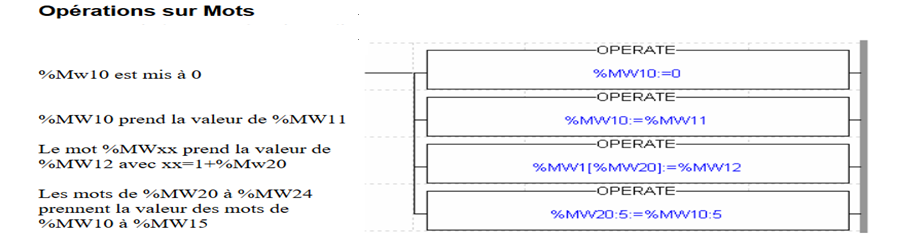 Opérations sur Mots
%Mw10 est mis à 0
OPERATE
%MW10:=0
%MW10 prend la valeur de %MW11
OPERATE
%MW10:=%MW11
Le mot %MWxx prend la valeur de
%MW12 avec xx=1+%Mw20
OPERATE
%MW1[%MW20]:=%MW12
Les mots de %MW20 à %MW24
prennent la valeur des mots de
%MW10 à %MW15
OPERATE
%MW20:5:=%MW10:5